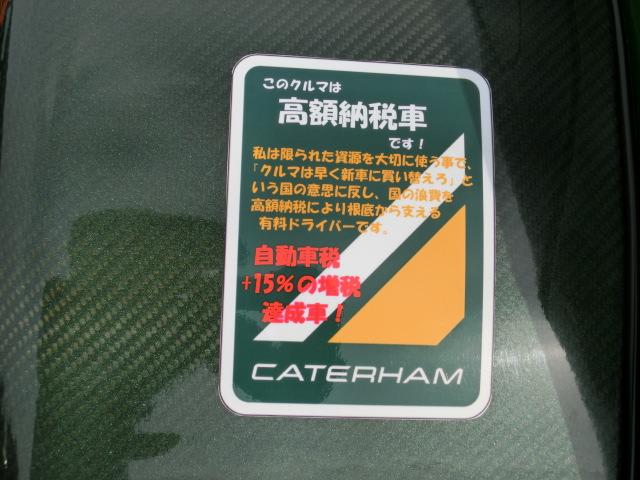 このクルマは
高額納税車
です！
私は限られた資源を大切に使う事で、
「クルマは早く新車に買い替えろ」と
いう国の意思に反し、国の浪費を
高額納税により根底から支える
有料ドライバーです。
自動車税
+15%の増税
達成車！
CATERHAM